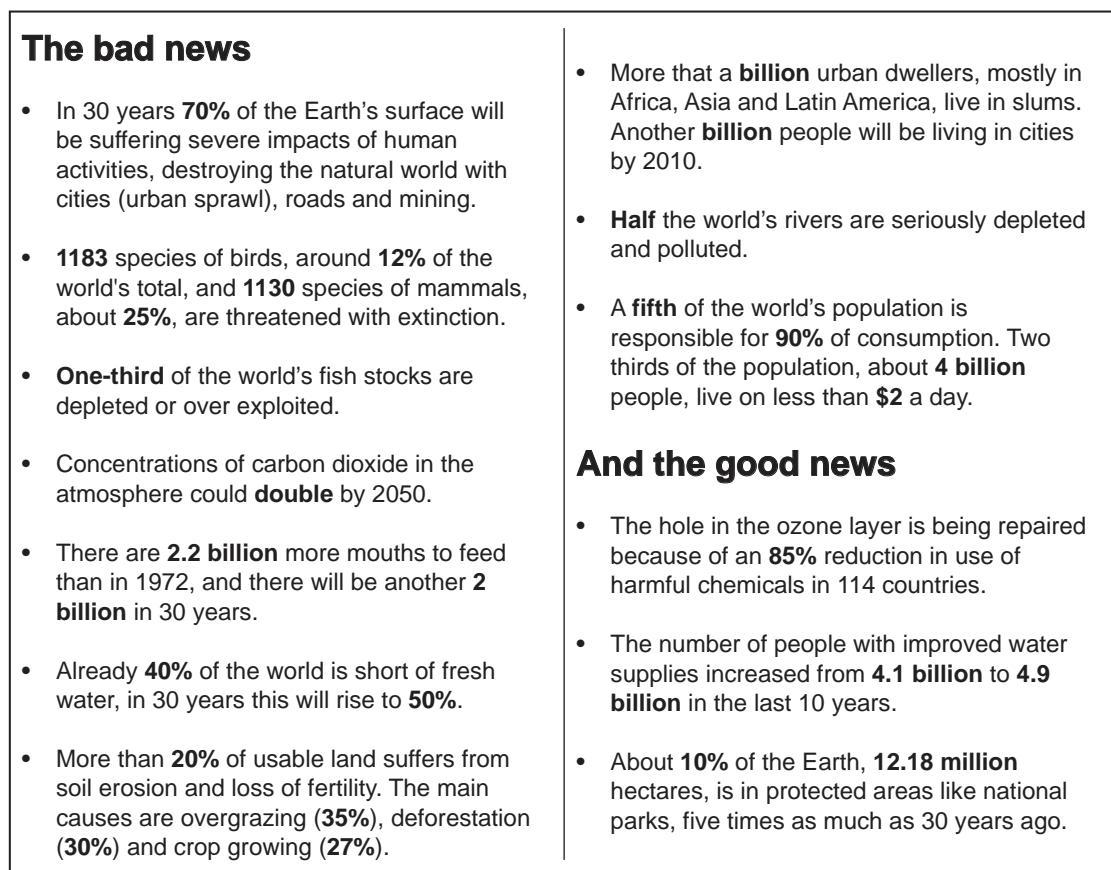 The bad news
• In 30 years 70% of the Earth’s surface will
be suffering severe impacts of human
activities, destroying the natural world with
cities (urban sprawl), roads and mining.
• 1183 species of birds, around 12% of the
world's total, and 1130 species of mammals,
about 25%, are threatened with extinction.
• One-third of the world’s fish stocks are
depleted or over exploited.
• Concentrations of carbon dioxide in the
atmosphere could double by 2050.
• There are 2.2 billion more mouths to feed
than in 1972, and there will be another 2
billion in 30 years.
• Already 40% of the world is short of fresh
water, in 30 years this will rise to 50%.
• More than 20% of usable land suffers from
soil erosion and loss of fertility. The main
causes are overgrazing (35%), deforestation
(30%) and crop growing (27%).
• More that a billion urban dwellers, mostly in
Africa, Asia and Latin America, live in slums.
Another billion people will be living in cities
by 2010.
• Half the world’s rivers are seriously depleted
and polluted.
• A fifth of the world’s population is
responsible for 90% of consumption. Two
thirds of the population, about 4 billion
people, live on less than $2 a day.
And the good news
• The hole in the ozone layer is being repaired
because of an 85% reduction in use of
harmful chemicals in 114 countries.
• The number of people with improved water
supplies increased from 4.1 billion to 4.9
billion in the last 10 years.
• About 10% of the Earth, 12.18 million
hectares, is in protected areas like national
parks, five times as much as 30 years ago.